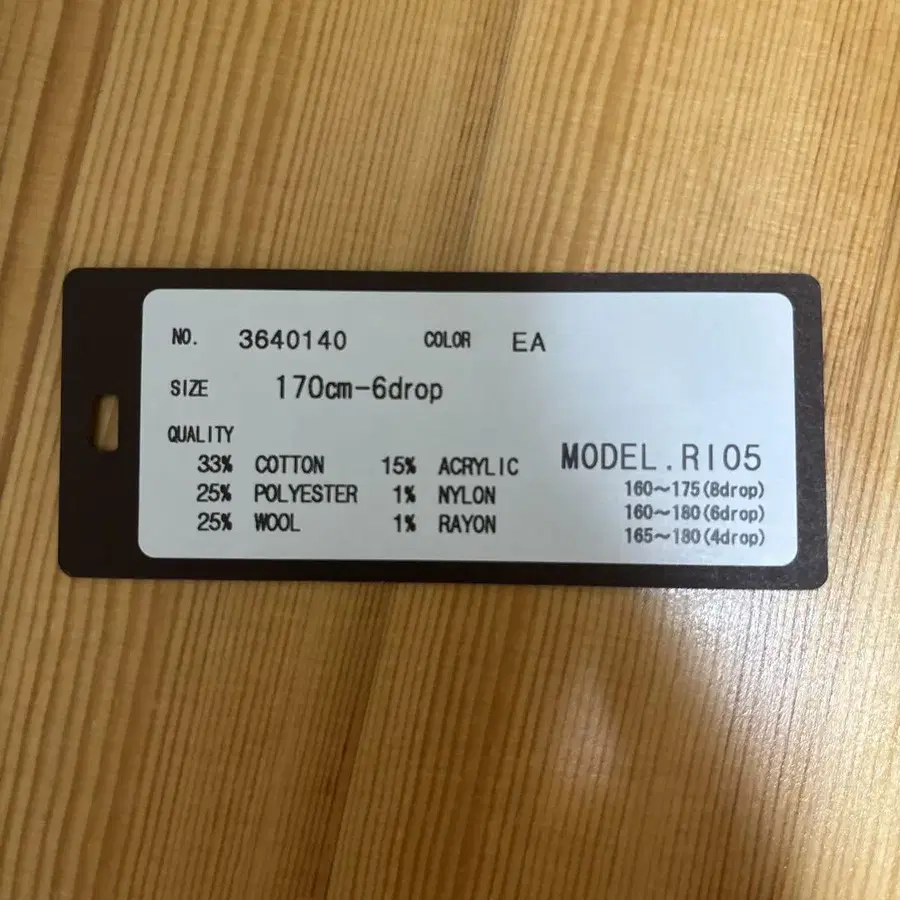 NO. 3640140 COLOR EA
SIZE 170cm-6drop
QUALITY
33% COTTON 15% ACRYLIC
25% POLYESTER 1% NYLON
25% WOOL 1% RAYON
MODEL.RI05
160～175(8drop)
160～180(6drop)
165～180(4drop)